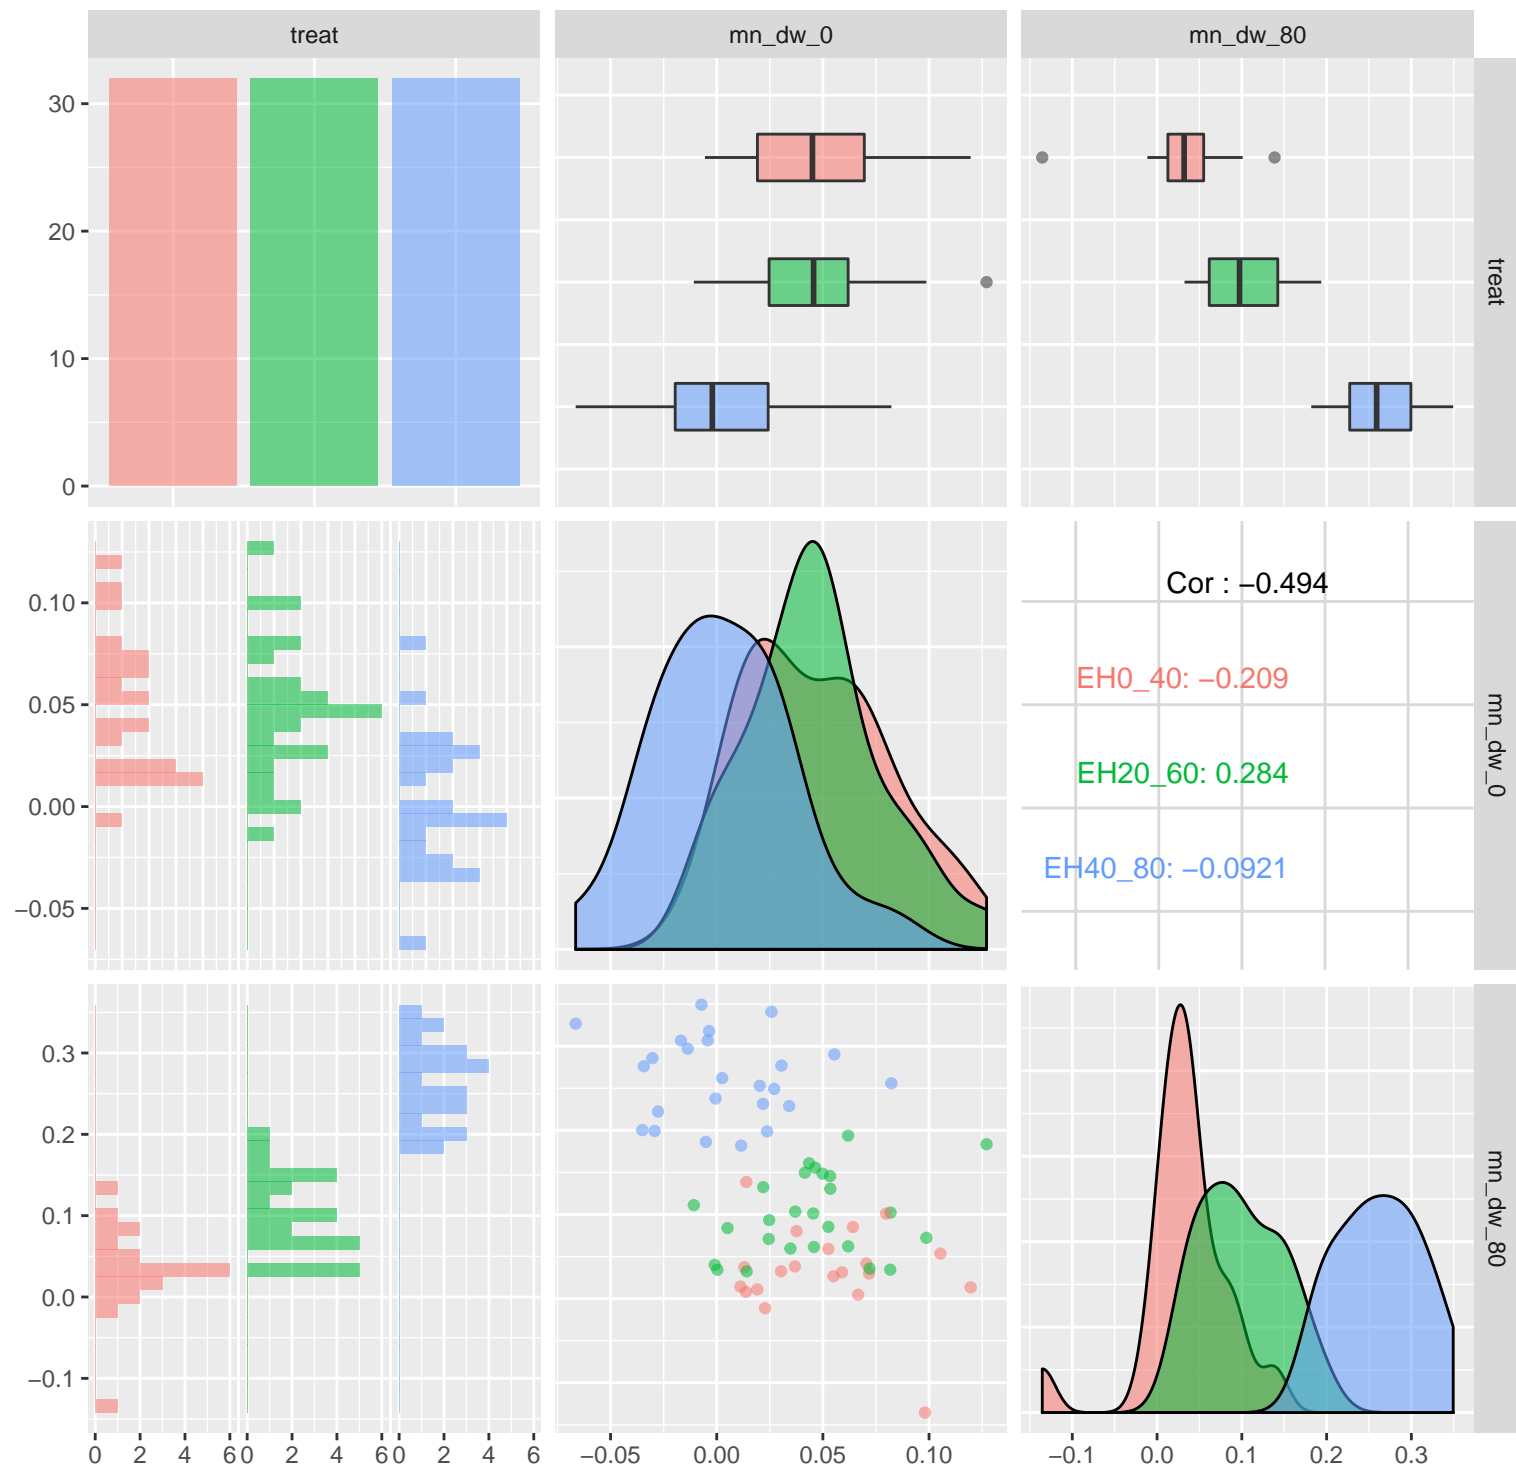 treat
mn_dw_0
mn_dw_80
30
20
10
0
treat
0.10
0.05
0.00
−0.05
Cor : −0.494
EH0_40: −0.209
EH20_60: 0.284
EH40_80: −0.0921
mn_dw_0
0.3
0.2
0.1
0.0
−0.1
mn_dw_80
0 2 4 6 0 2 4 6 0 2 4 6
−0.05 0.00 0.05 0.10
−0.1 0.0 0.1 0.2 0.3